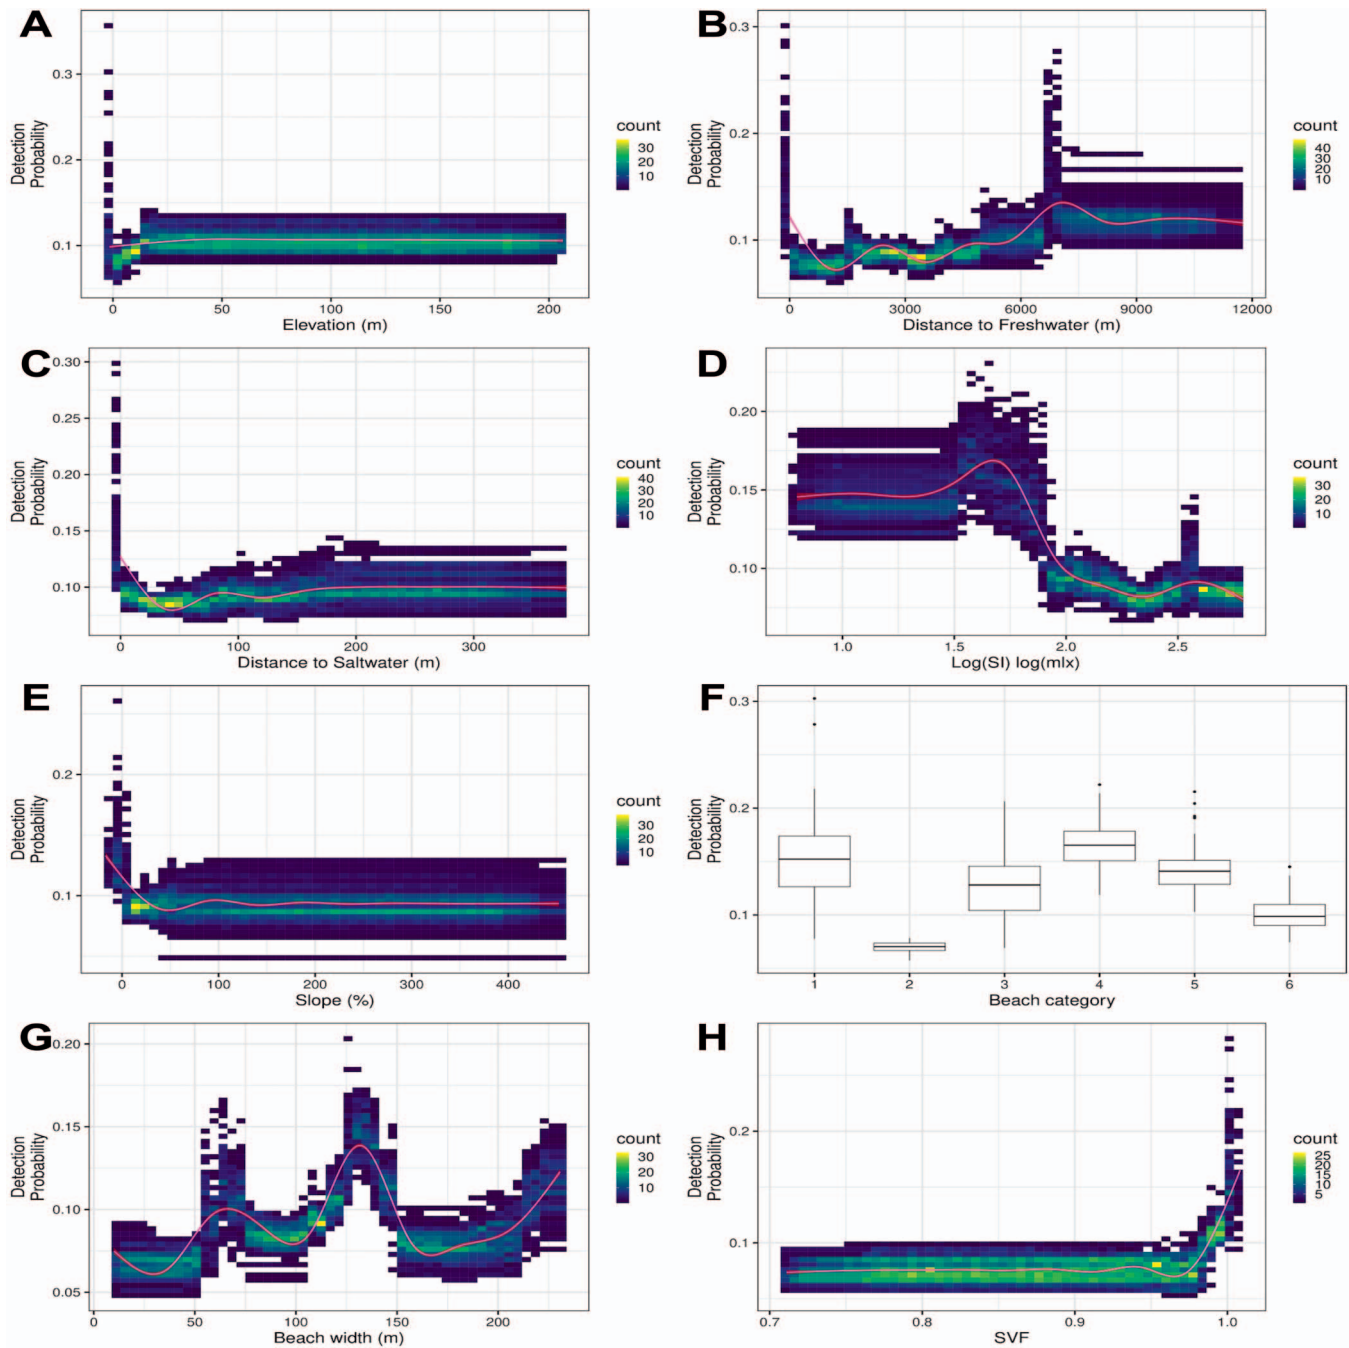 A
Detection
Probability
0.3
0.2
0.1
0
50
100
150
200
Elevation (m)
count
30
20
10
B
Detection
Probability
0.3
0.2
0.1
0
3000
6000
9000
12000
Distance to Freshwater (m)
count
40
30
20
10
C
Detection
Probability
0.30
0.25
0.20
0.15
0.10
0
100
200
300
Distance to Saltwater (m)
count
40
30
20
10
D
Detection
Probability
0.20
0.15
0.10
1.0
1.5
2.0
2.5
Log(SI) log(mlx)
count
30
20
10
E
Detection
Probability
0.2
0.1
0
100
200
300
400
Slope (%)
count
30
20
10
F
Detection
Probability
0.3
0.2
0.1
1
2
3
4
5
6
Beach category
G
Detection
Probability
0.20
0.15
0.10
0.05
0
50
100
150
200
Beach width (m)
count
30
20
10
H
Detection
Probability
0.2
0.1
0.7
0.8
0.9
1.0
SVF
count
25
20
15
10
5